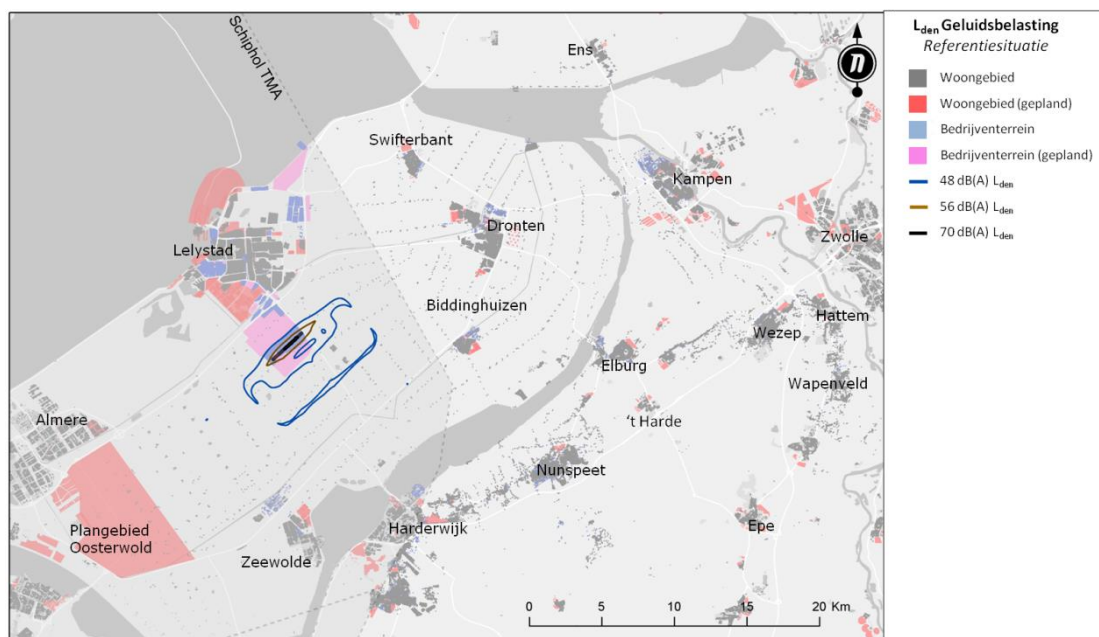 Schiphol TMA
Ens
Swifterbant
Kampen
Dronten
Zwolle
Lelystad
Biddinghuizen
Hattem
Wezep
Elburg
Wapenveld
Almere
't Harde
Nunspeet
Plangebied
Oosterwold
Harderwijk
Epe
Zeewolde
0 5 10 15 20 Km
n
Lden Geluidsbelasting
Referentiesituatie
Woongebied
Woongebied (gepland)
Bedrijventerrein
Bedrijventerrein (gepland)
48 dB(A) Lden
56 dB(A) Lden
70 dB(A) Lden